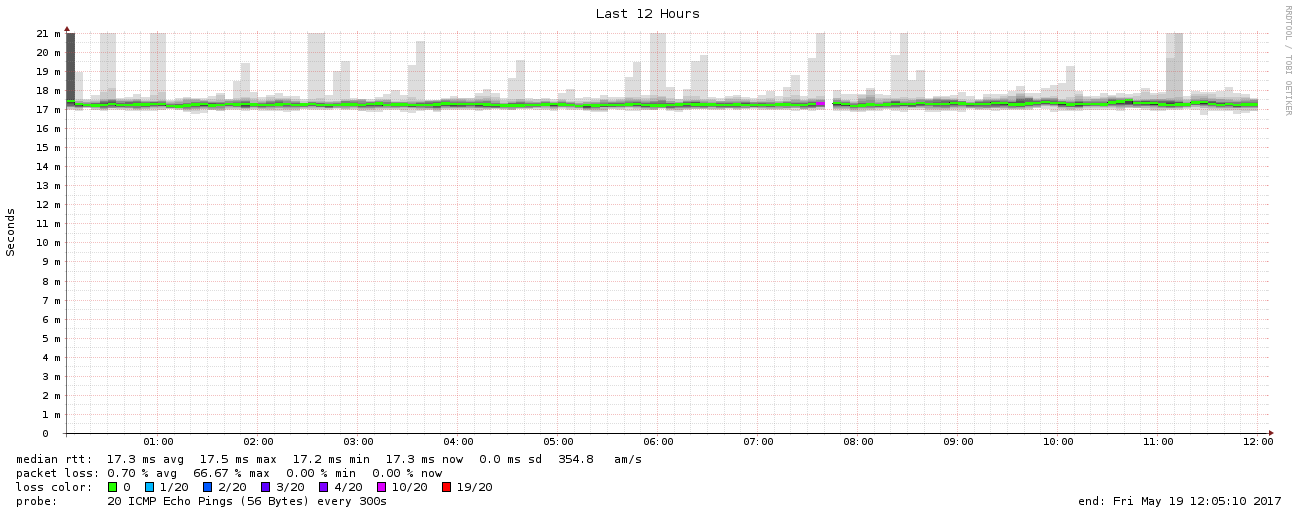 Last 12 Hours
RRDTOOL / TOBI OETIKER
Seconds
21 m
20 m
19 m
18 m
17 m
16 m
15 m
14 m
13 m
12 m
11 m
10 m
9 m
8 m
7 m
6 m
5 m
4 m
3 m
2 m
1 m
0
01:00 02:00 03:00 04:00 05:00 06:00 07:00 08:00 09:00 10:00 11:00 12:00
median rtt: 17.3 ms avg 17.5 ms max 17.2 ms min 17.3 ms now 0.0 ms sd 354.8 am/s
packet loss: 0.70 % avg 66.67 % max 0.00 % min 0.00 % now
loss color: 0 1/20 2/20 3/20 4/20 10/20 19/20
probe: 20 ICMP Echo Pings (56 Bytes) every 300s end: Fri May 19 12:05:10 2017